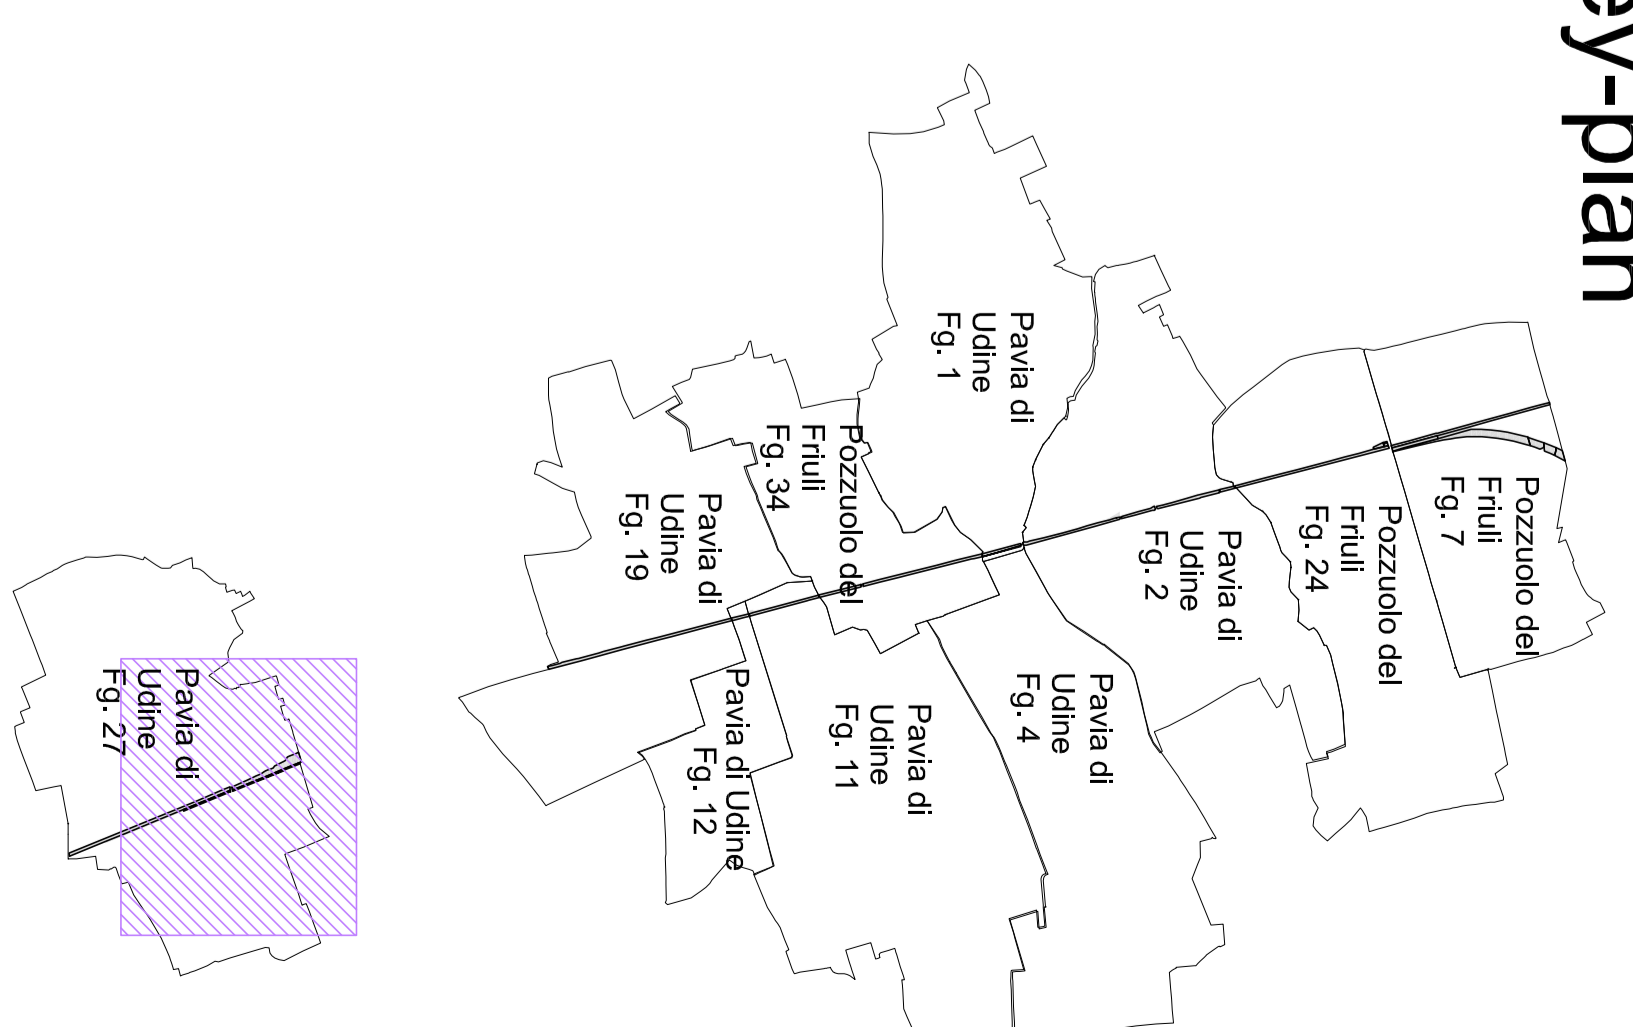 ey-plan
Pozzuolo del
Friuli
Fg. 7
Pozzuolo del
Friuli
Fg. 24
Pavia di
Udine
Fg. 2
Pavia di
Udine
Fg. 4
Pavia di
Udine
Fg. 1
Pavia di
Udine
Fg. 11
Pozzuolo del
Friuli
Fg. 34
Pavia di Udine
Fg. 12
Pavia di
Udine
Fg. 19
Pavia di
Udine
Fg. 27